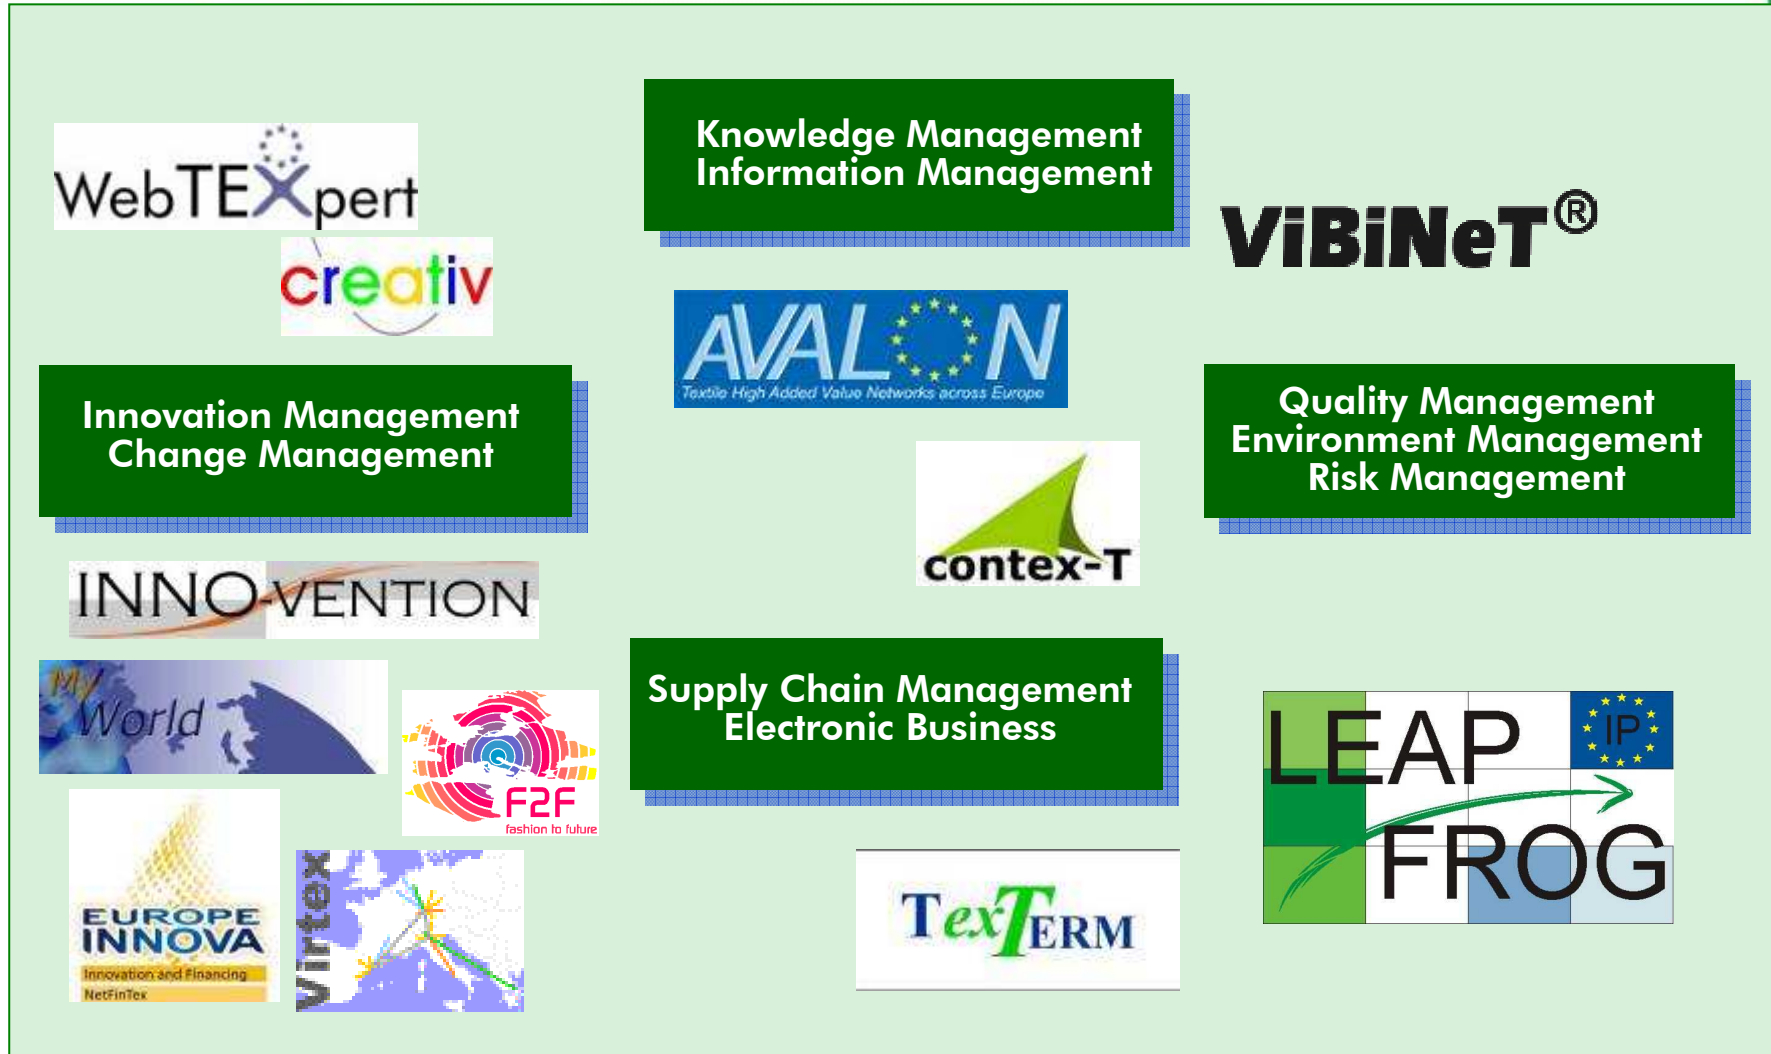 WebTEXpert
creativ
Knowledge Management
Information Management
ViBiNeT®
AVALON
Textile High Added Value Networks across Europe
Innovation Management
Change Management
Quality Management
Environment Management
Risk Management
contex-T
INNO-VENTION
My
World
F2F
fashion to future
Supply Chain Management
Electronic Business
LEAP
IP
FROG
EUROPE
INNOVA
Innovation and Financing
NetFinTex
Virtex
TexTERM